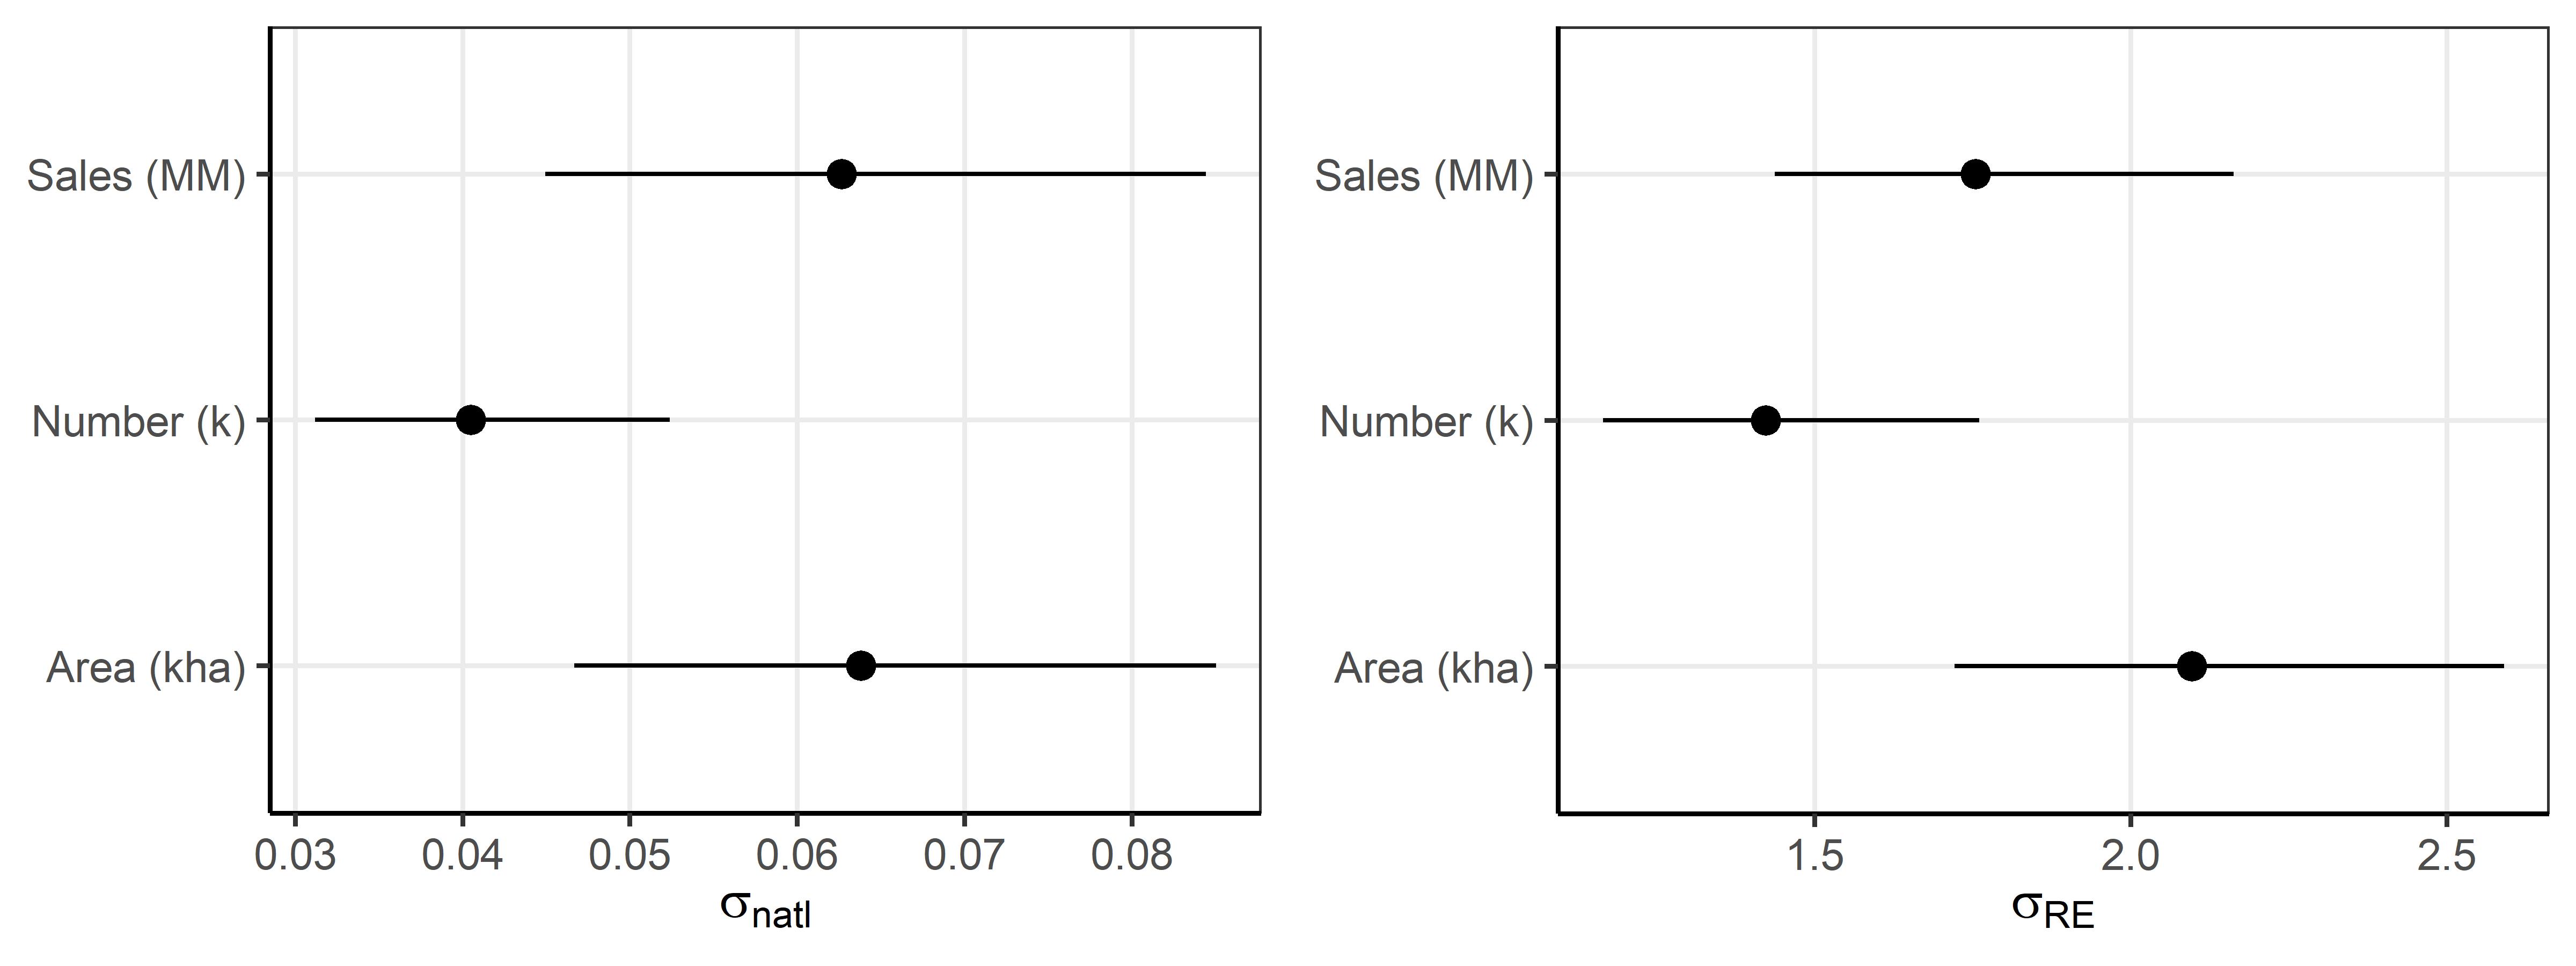 Sales (MM)
Number (k)
Area (kha)
0.03 0.04 0.05 0.06 0.07 0.08
σnatl
Sales (MM)
Number (k)
Area (kha)
1.5 2.0 2.5
σRE